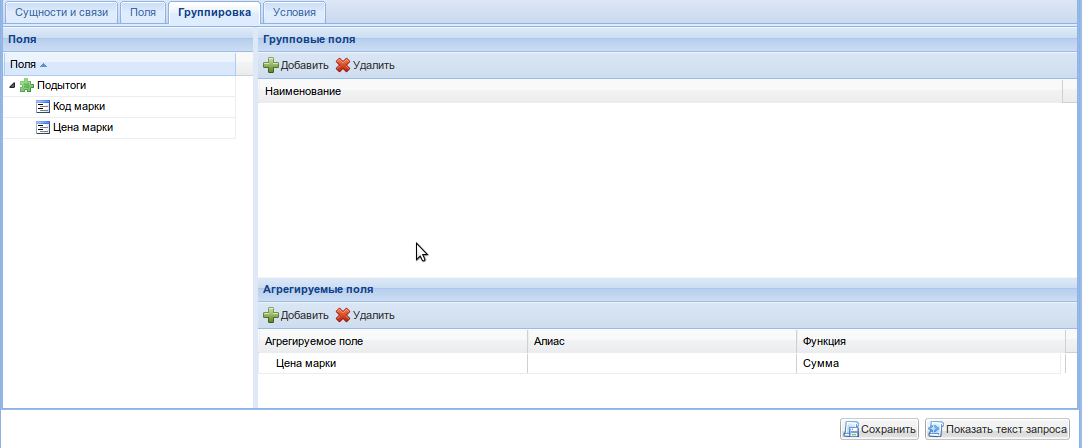 Сущности и связи Поля Группировка Условия
Поля
Поля
Подытоги
Код марки
Цена марки
Групповые поля
Добавить Удалить
Наименование
Агрегируемые поля
Добавить Удалить
Агрегируемое поле Алиас Функция
Цена марки Сумма
Сохранить Показать текст запроса